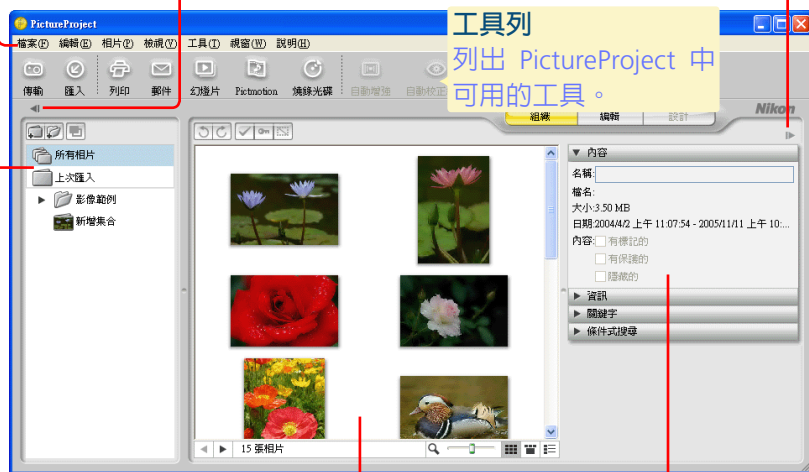 PictureProject
檔案(F) 編輯(E) 相片(P) 檢視(V) 工具(T) 視窗(W) 說明(H)
工具列
列出 PictureProject 中
可用的工具。
傳輸 匯入 列印 郵件 幻燈片 Pictmotion 燒錄光碟 自動增強 自動校正
組織 編輯 設計
Nikon
所有相片
上次匯入
影像範例
新增集合
內容
名稱:
檔名:
大小:3.50 MB
日期:2004/4/2 上午 11:07:54 - 2005/11/11 上午 10:...
內容: 有標記的
有保護的
隱藏的
資訊
關鍵字
條件式搜尋
15 張相片